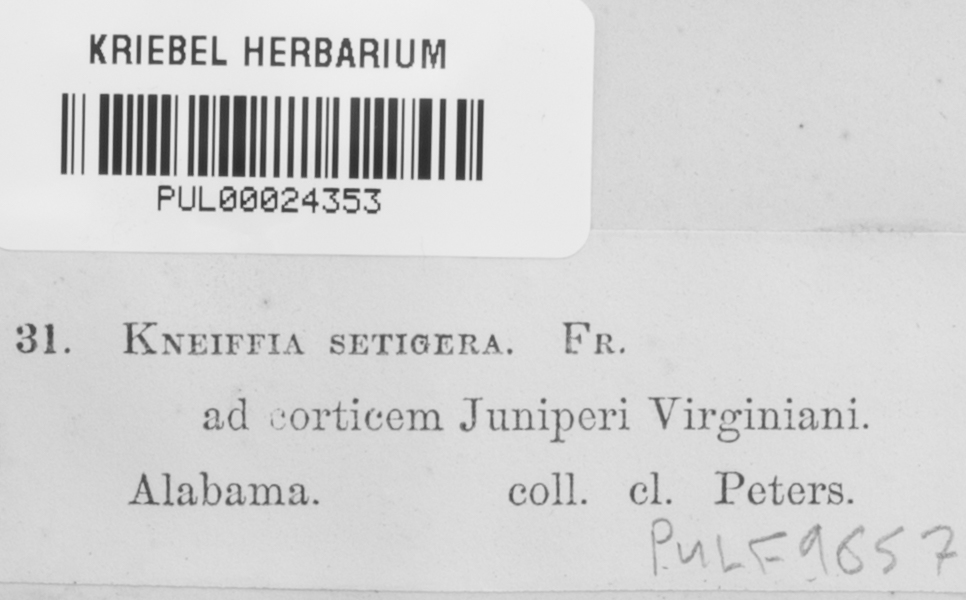 KRIEBEL HERBARIUM
PUL00024353
31. KNEIFFIA SETIGERA. FR.
ad corticem Juniperi Virginiani.
Alabama. coll. cl. Peters.
PULF9657